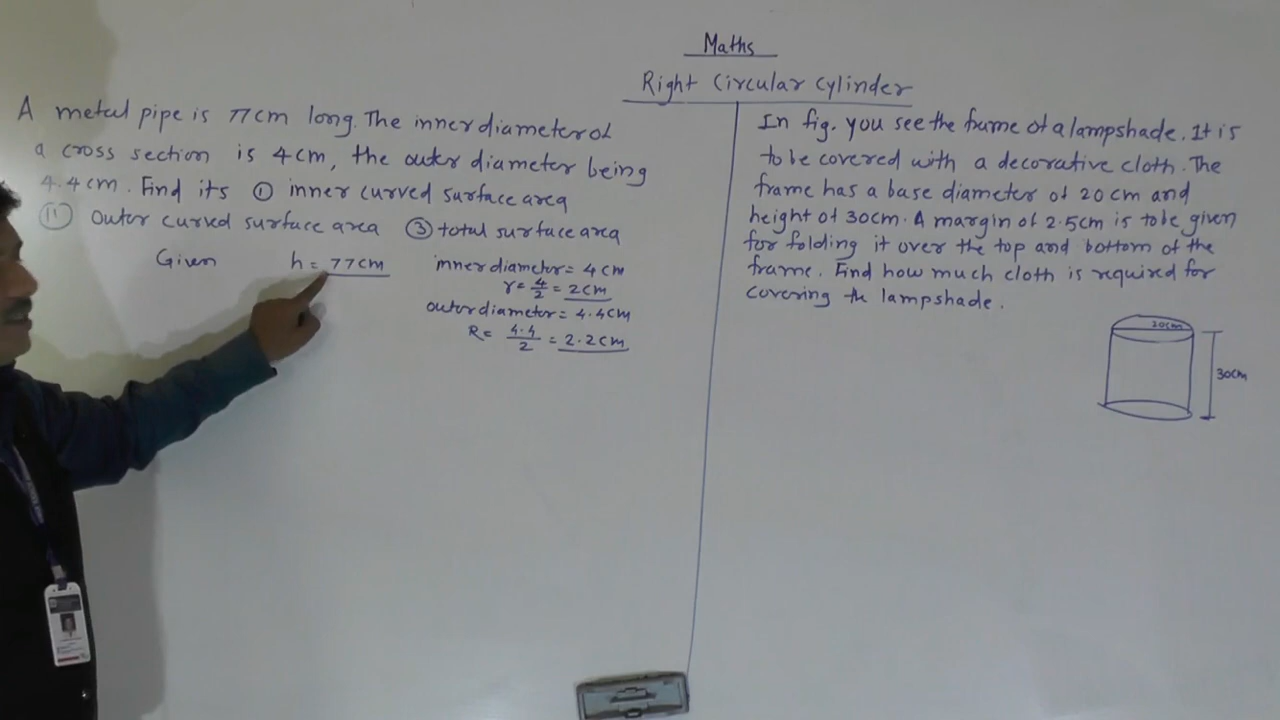 Maths
Right Circular Cylinder
A metal pipe is 77cm long. The inner diameter of
a cross section is 4cm, the outer diameter being
4.4cm. Find its ① inner curved surface area
⑪ Outer curved surface area ③ total surface area
Given h = 77cm inner diameter = 4cm
r = 4/2 = 2cm
outer diameter = 4.4cm
R = 4.4/2 = 2.2cm
In fig. you see the frame of a lampshade. It is
to be covered with a decorative cloth. The
frame has a base diameter of 20 cm and
height of 30cm. A margin of 2.5cm is to be given
for folding it over the top and bottom of the
frame. Find how much cloth is required for
covering the lampshade.
20cm
30cm